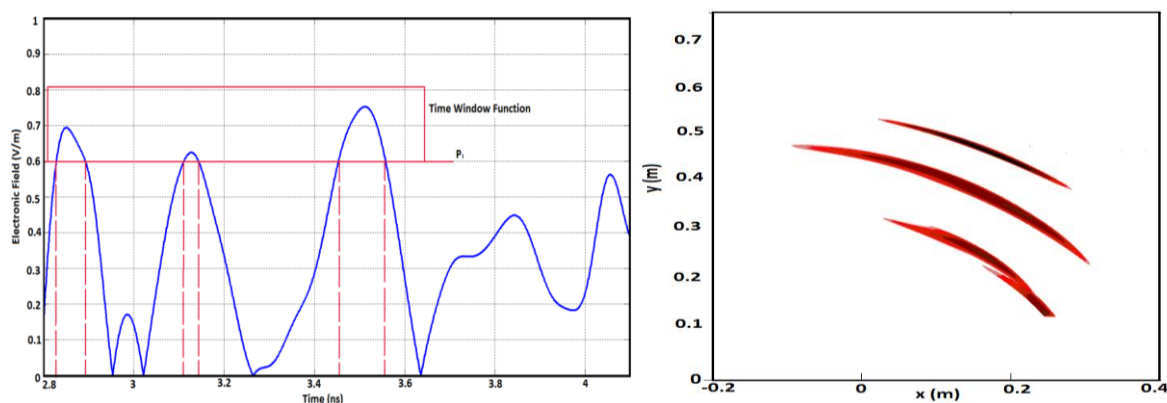 1
0.9
0.8
0.7
0.6
0.5
0.4
0.3
0.2
0.1
0
Electronic Field (V/m)
Time Window Function
P₁
2.8 3 3.2 3.4 3.6 3.8 4
Time (ns)
0.7
0.6
0.5
0.4
0.3
0.2
0.1
0
y (m)
-0.2 0 0.2 0.4
x (m)